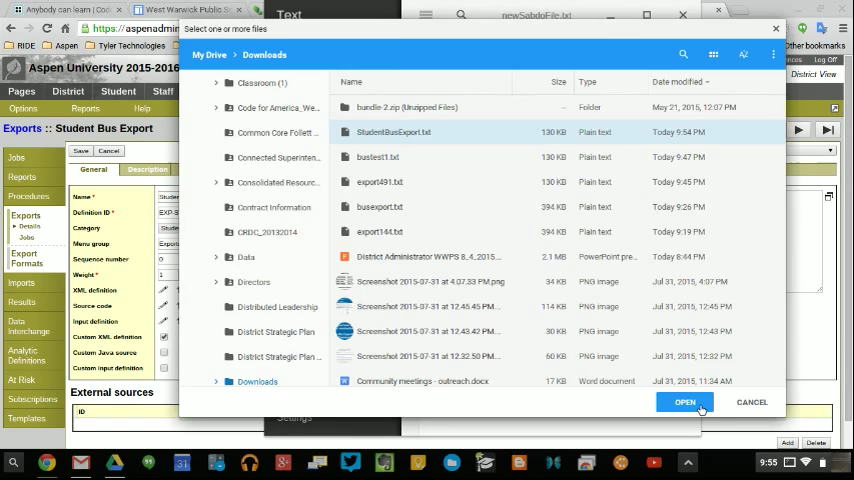 Anybody can learn | Co
West Warwick Public Sc
Text
newSabdoFile.txt
https://aspenadmin
RIDE
Aspen
Tyler Technologies
Other bookmarks
Aspen University 2015-2016
Log Off
District View
Pages
District
Student
Staff
Options
Reports
Help
Exports :: Student Bus Export
Save
Cancel
General
Description
Jobs
Reports
Procedures
Exports
Details
Jobs
Export Formats
Imports
Results
Data Interchange
Analytic Definitions
At Risk
Subscriptions
Templates
Name *
Definition ID *
EXP-S
Category
Menu group
Exports
Sequence number
0
Weight *
1
XML definition
Source code
Input definition
Custom XML definition
Custom Java source
Custom input definition
External sources
ID
Add
Delete
Select one or more files
My Drive
Downloads
Classroom (1)
Code for America_We...
Common Core Follett ...
Connected Superinten...
Consolidated Resourc...
Contract Information
CRDC_20132014
Data
Directors
Distributed Leadership
District Strategic Plan
District Strategic Plan ...
Downloads
Name Size Type Date modified
bundle-2.zip (Unzipped Files) -- Folder May 21, 2015, 12:07 PM
StudentBusExport.txt 130 KB Plain text Today 9:54 PM
bustest1.txt 130 KB Plain text Today 9:47 PM
export491.txt 130 KB Plain text Today 9:45 PM
busexport.txt 394 KB Plain text Today 9:26 PM
export144.txt 394 KB Plain text Today 9:19 PM
District Administrator WWPS 8_4_2015... 2.1 MB PowerPoint pre... Today 8:44 PM
Screenshot 2015-07-31 at 4.07.33 PM.png 114 KB PNG image Jul 31, 2015, 4:07 PM
Screenshot 2015-07-31 at 12.45.45 PM... 34 KB PNG image Jul 31, 2015, 12:45 PM
Screenshot 2015-07-31 at 12.43.42 PM... 30 KB PNG image Jul 31, 2015, 12:43 PM
Screenshot 2015-07-31 at 12.32.50 PM... 60 KB PNG image Jul 31, 2015, 12:32 PM
Community meetings - outreach.docx 17 KB Word document Jul 31, 2015, 11:34 AM
OPEN
CANCEL
Settings
9:55